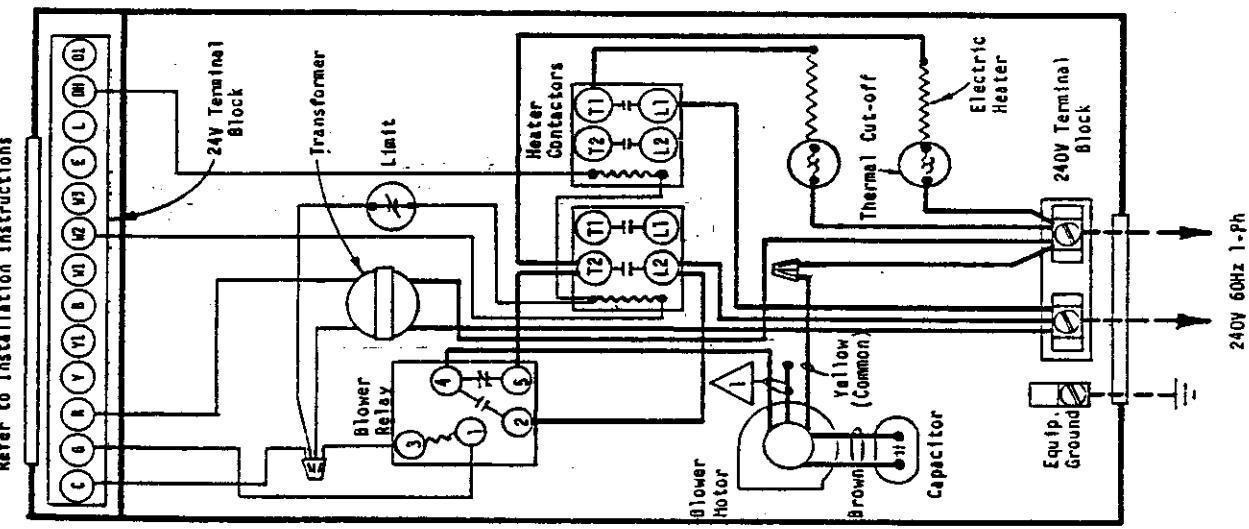 Refer to Installation Instructions
C G R Y Y1 B W1 W2 W3 E L DH O1
24V Terminal
Block
Transformer
Limit
Blower
Relay
3
1
4
2
5
Heater
Contactors
T2 T1
L2 L1
T2 T1
L2 L1
1
Blower
Motor
Yellow
(Common)
Brown
Capacitor
Thermal Cut-off
Electric
Heater
Equip.
Ground
240V Terminal
Block
240V 60Hz 1-Ph